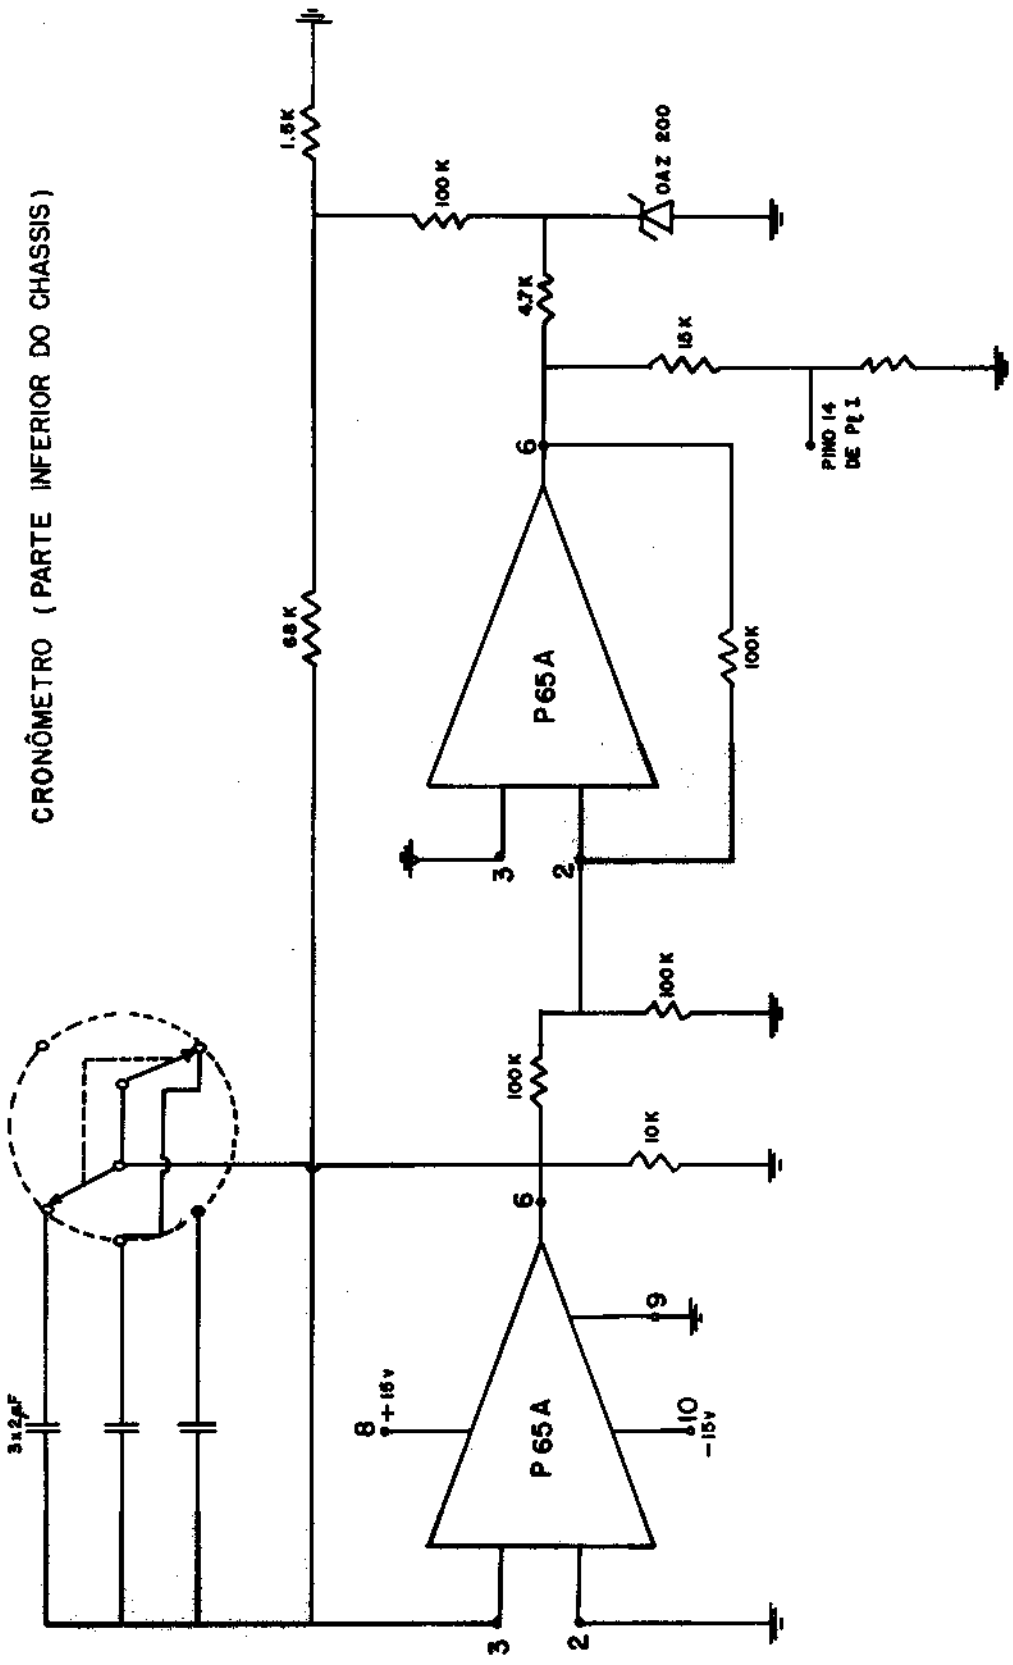 CRONÔMETRO (PARTE INFERIOR DO CHASSIS)
3x2µF
68K
1.5K
100K
OAZ 200
4.7K
15K
PINO 14
DE Pl I
6
P65A
100K
3
2
100K
100K
10K
6
8
+15V
9
P65A
10
-15V
3
2